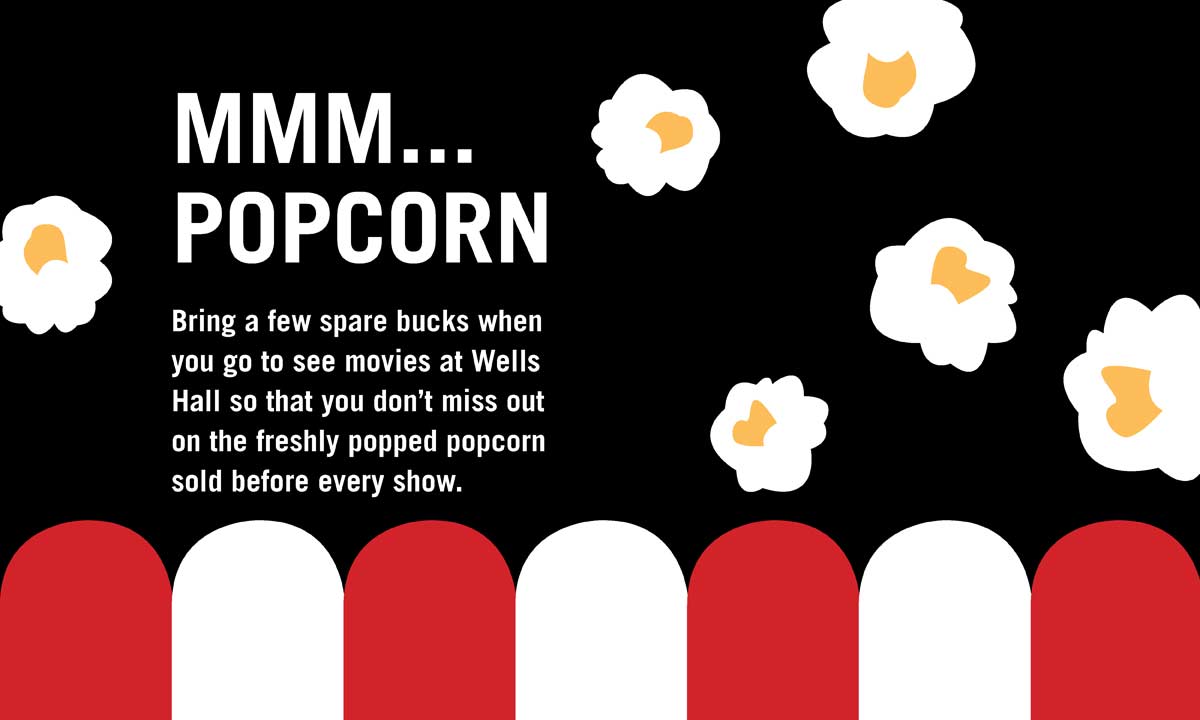 MMM...
POPCORN
Bring a few spare bucks when
you go to see movies at Wells
Hall so that you don’t miss out
on the freshly popped popcorn
sold before every show.